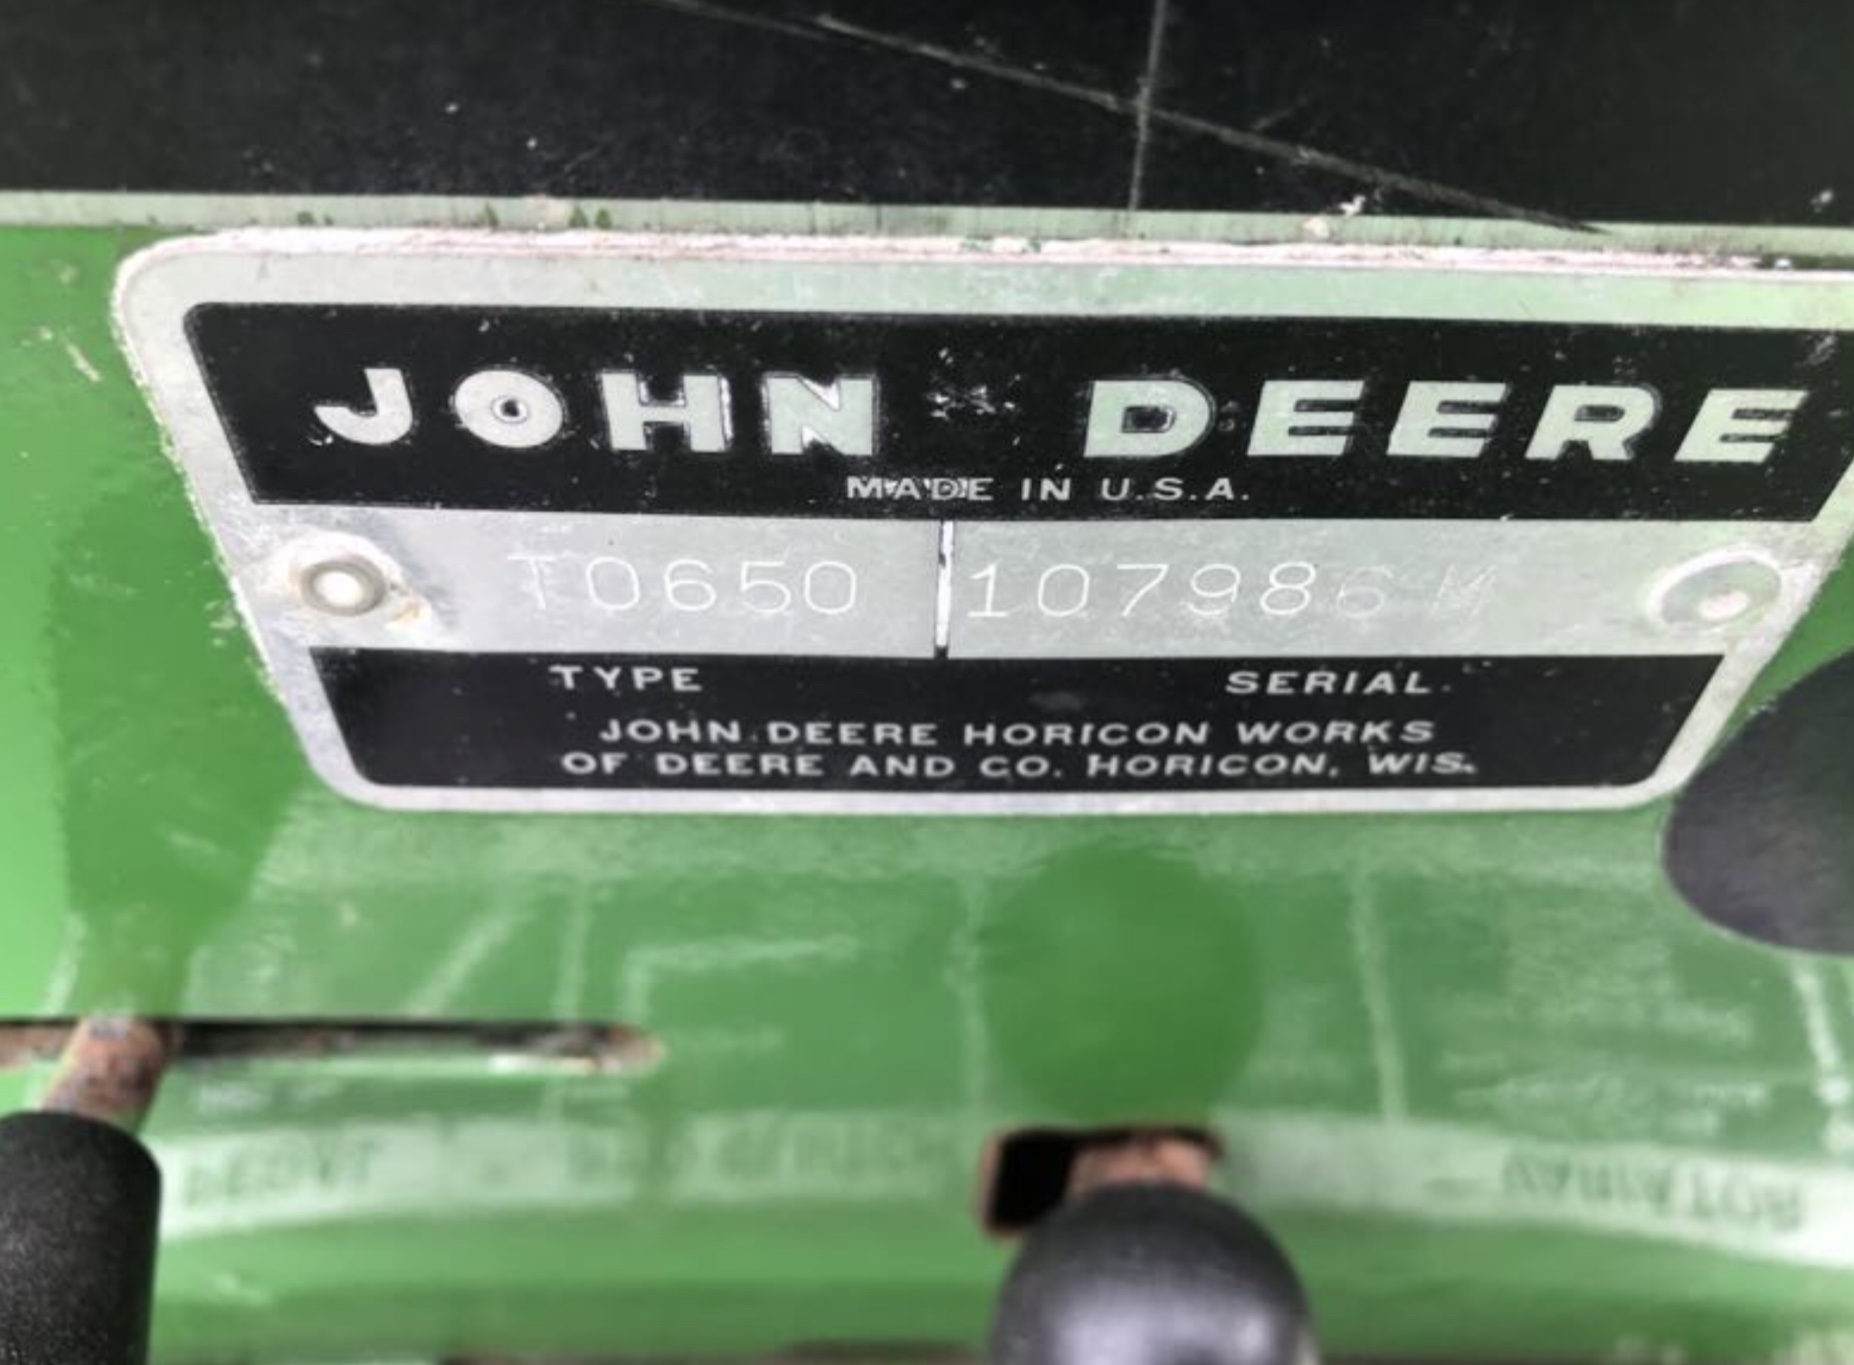 JOHN DEERE
MADE IN U.S.A.
T0650 107986M
TYPE SERIAL
JOHN DEERE HORICON WORKS
OF DEERE AND CO. HORICON, WIS.